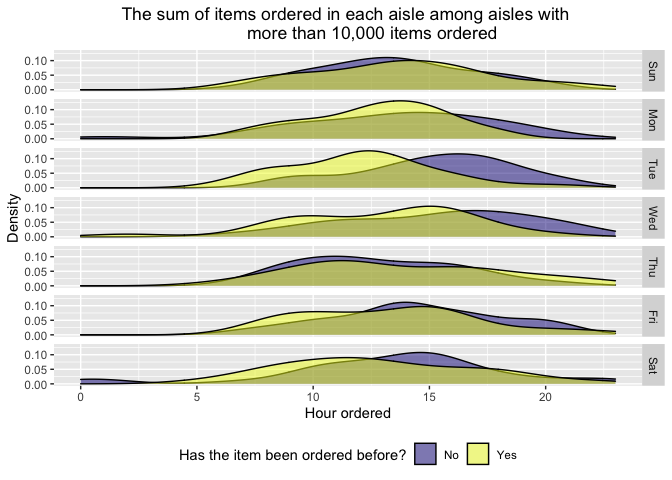 The sum of items ordered in each aisle among aisles with
more than 10,000 items ordered
Density
0.10
0.05
0.00
Sun
0.10
0.05
0.00
Mon
0.10
0.05
0.00
Tue
0.10
0.05
0.00
Wed
0.10
0.05
0.00
Thu
0.10
0.05
0.00
Fri
0.10
0.05
0.00
Sat
0 5 10 15 20
Hour ordered
Has the item been ordered before? No Yes